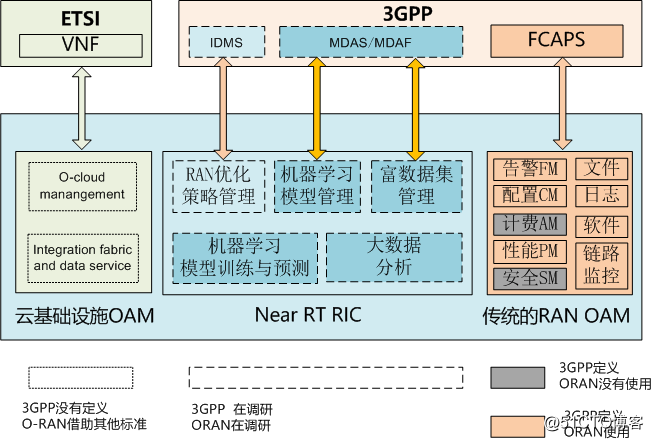 ETSI
VNF
3GPP
IDMS
MDAS/MDAF
FCAPS
O-cloud
manangement
Integration fabric
and data service
云基础设施OAM
RAN优化
策略管理
机器学习
模型管理
富数据集
管理
机器学习
模型训练与预测
大数据
分析
Near RT RIC
告警FM
配置CM
计费AM
性能PM
安全SM
文件
日志
软件
链路
监控
传统的RAN OAM
3GPP没有定义
O-RAN借助其他标准
3GPP 在调研
ORAN在调研
3GPP定义
ORAN没有使用
3GPP定义
ORAN使用
@51CTO博客